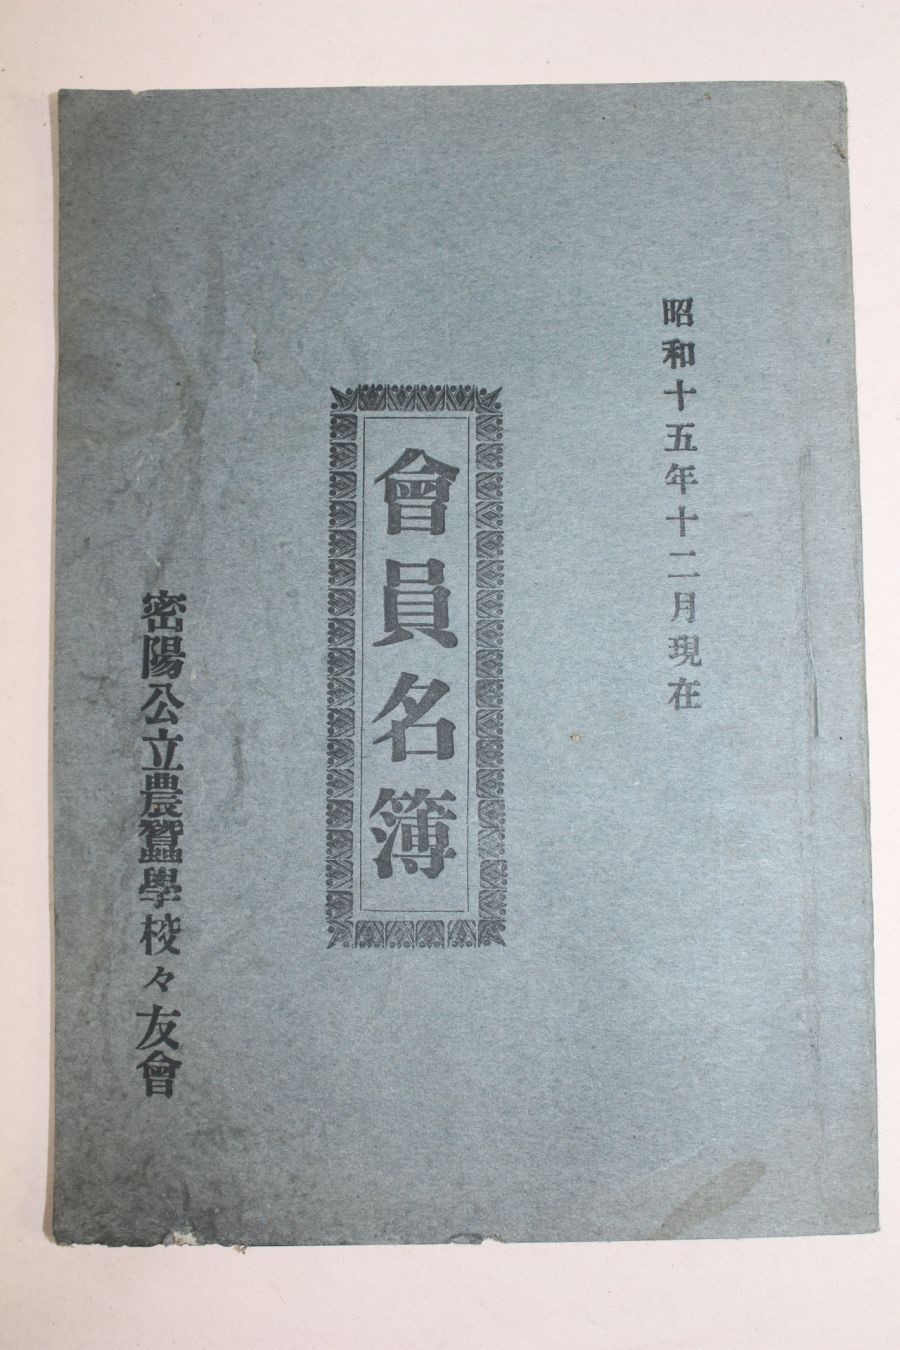 昭和十五年十二月現在
會員名簿
密陽公立農蠶學校々友會